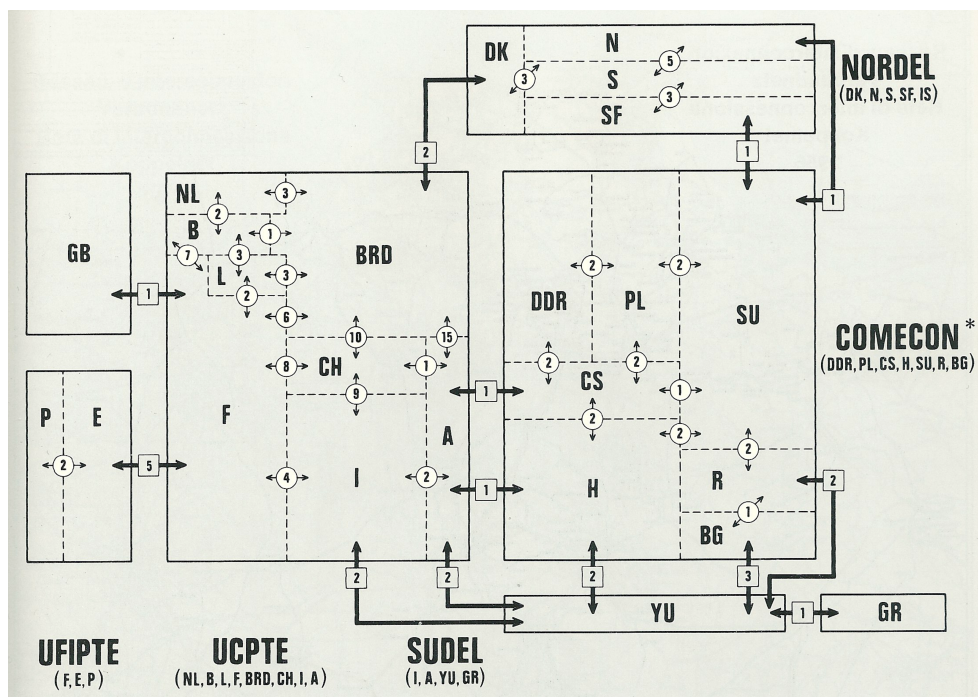 DK
N
5
S
3
3
SF
NORDEL
(DK, N, S, SF, IS)
2
1
1
NL
3
2
B
1
7
3
L
3
2
6
BRD
GB
1
10
15
CH
1
8
9
F
A
4
I
2
P
E
2
5
1
1
2
2
DDR
PL
SU
2
2
CS
1
2
2
H
2
R
1
BG
2
COMECON*
(DDR, PL, CS, H, SU, R, BG)
2
2
2
3
YU
1
GR
UFIPTE
(F, E, P)
UCPTE
(NL, B, L, F, BRD, CH, I, A)
SUDEL
(I, A, YU, GR)